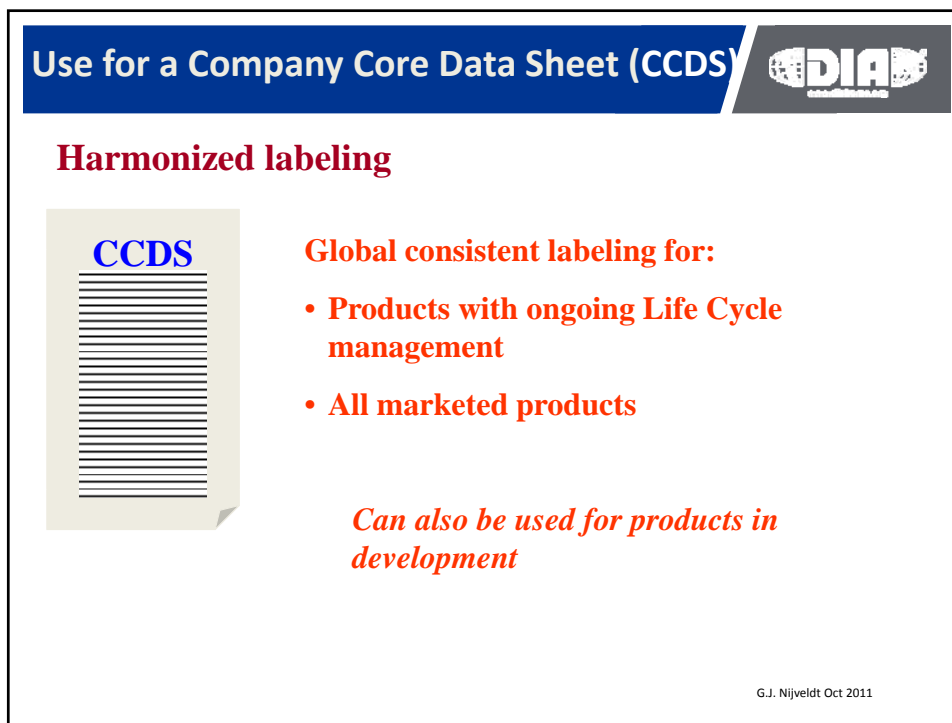 Use for a Company Core Data Sheet (CCDS)
DIA
Harmonized labeling
CCDS
Global consistent labeling for:
• Products with ongoing Life Cycle
management
• All marketed products
Can also be used for products in
development
G.J. Nijveldt Oct 2011